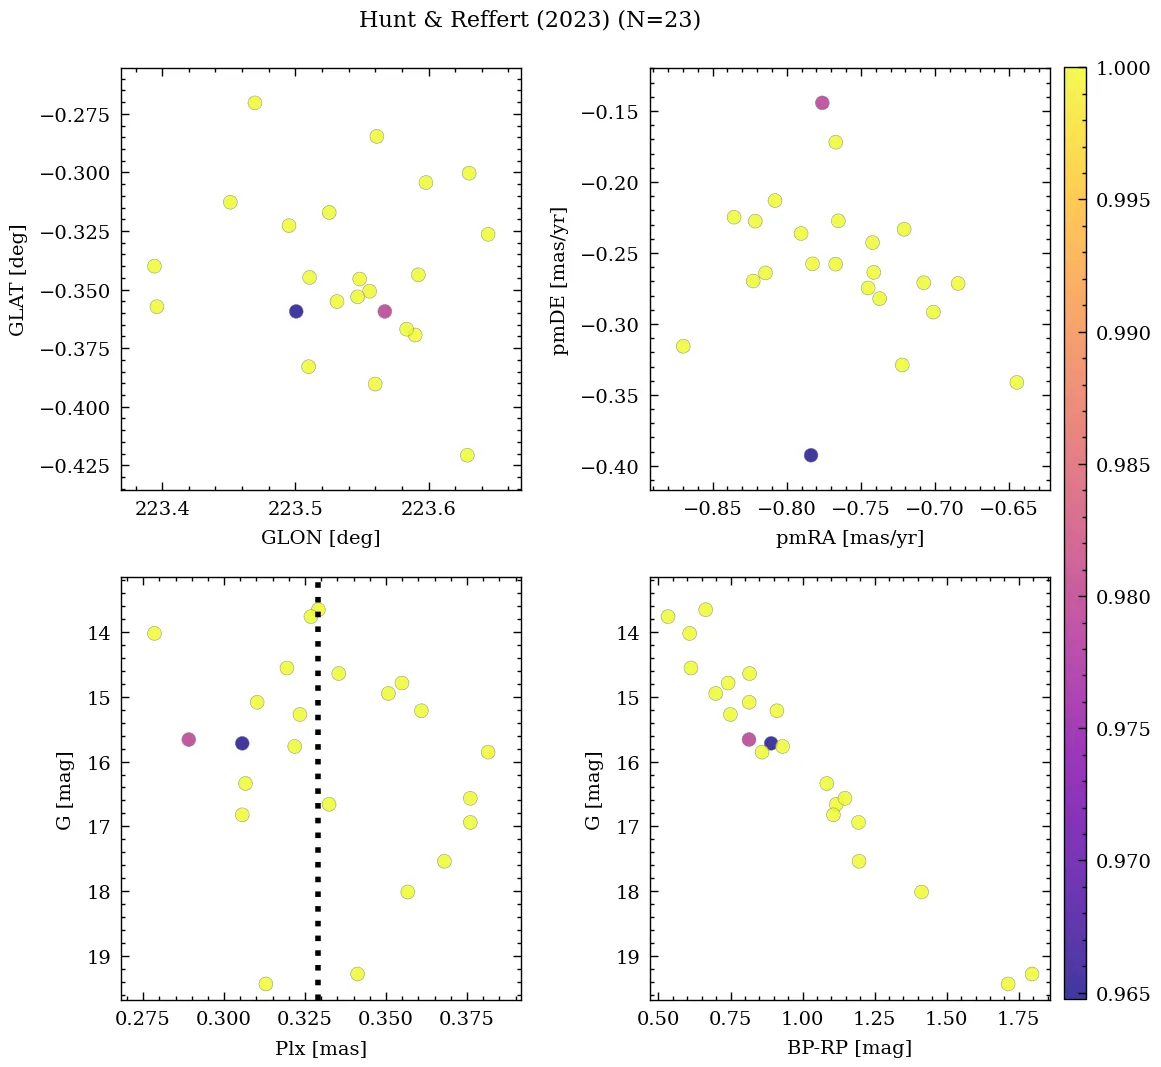 Hunt & Reffert (2023) (N=23)
−0.275
−0.300
−0.325
−0.350
−0.375
−0.400
−0.425
GLAT [deg]
223.4 223.5 223.6
GLON [deg]
−0.15
−0.20
−0.25
−0.30
−0.35
−0.40
pmDE [mas/yr]
−0.85 −0.80 −0.75 −0.70 −0.65
pmRA [mas/yr]
14
15
16
17
18
19
G [mag]
0.275 0.300 0.325 0.350 0.375
Plx [mas]
14
15
16
17
18
19
G [mag]
0.50 0.75 1.00 1.25 1.50 1.75
BP-RP [mag]
1.000
0.995
0.990
0.985
0.980
0.975
0.970
0.965